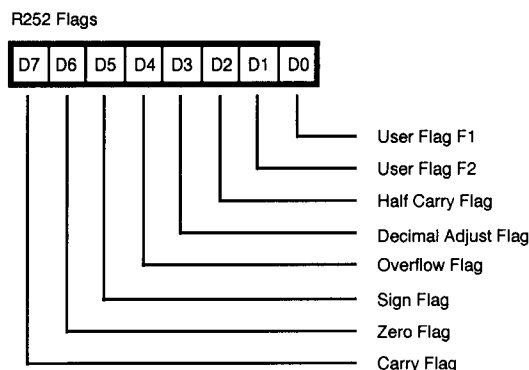 R252 Flags
D7 D6 D5 D4 D3 D2 D1 D0
User Flag F1
User Flag F2
Half Carry Flag
Decimal Adjust Flag
Overflow Flag
Sign Flag
Zero Flag
Carry Flag